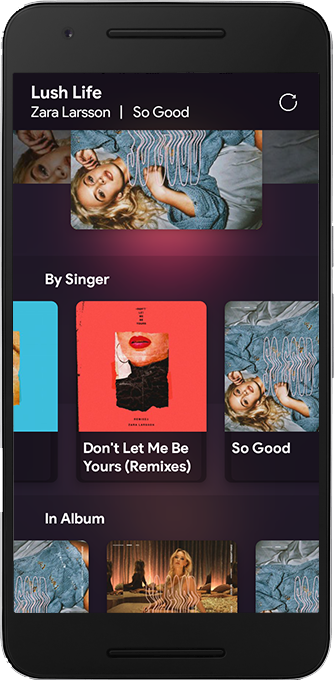 Lush Life
Zara Larsson | So Good
By Singer
Don't Let Me Be
Yours (Remixes)
So Good
In Album